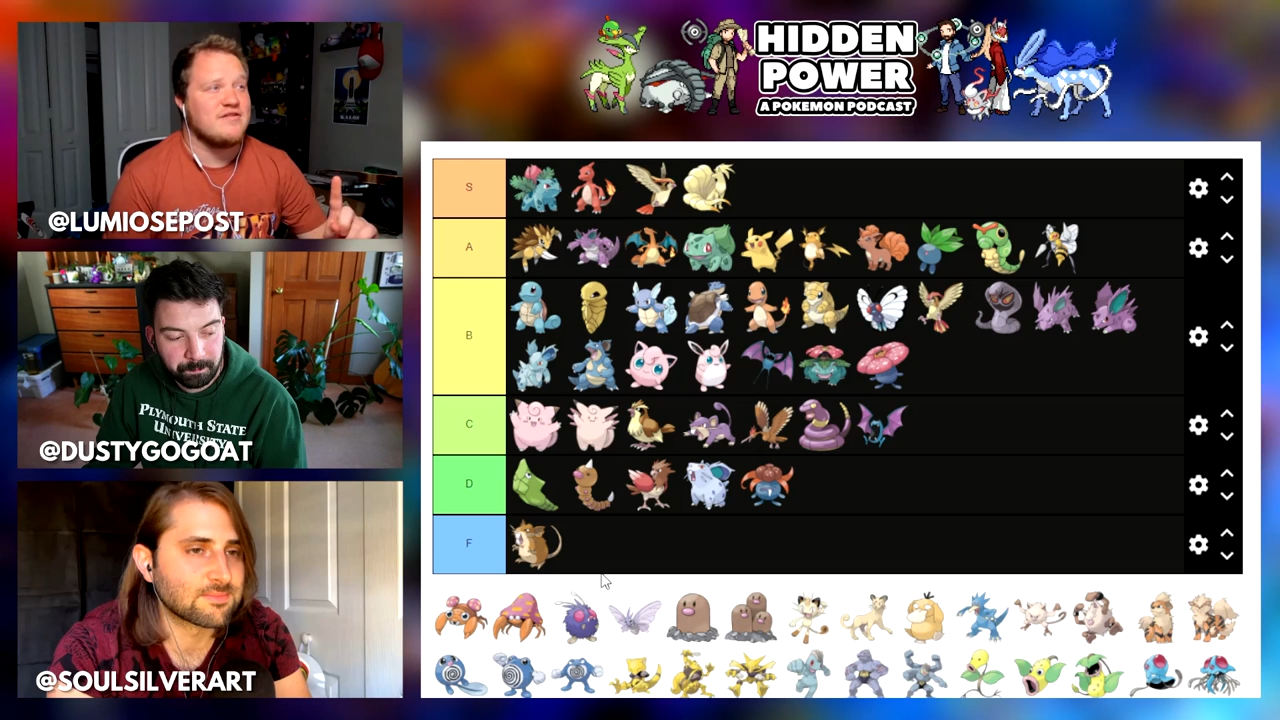 HIDDEN
POWER
A POKEMON PODCAST
@LUMIOSEPOST
PLYMOUTH STATE
UNIVERSITY
@DUSTYGOGOAT
@SOULSILVERART
S
A
B
C
D
F